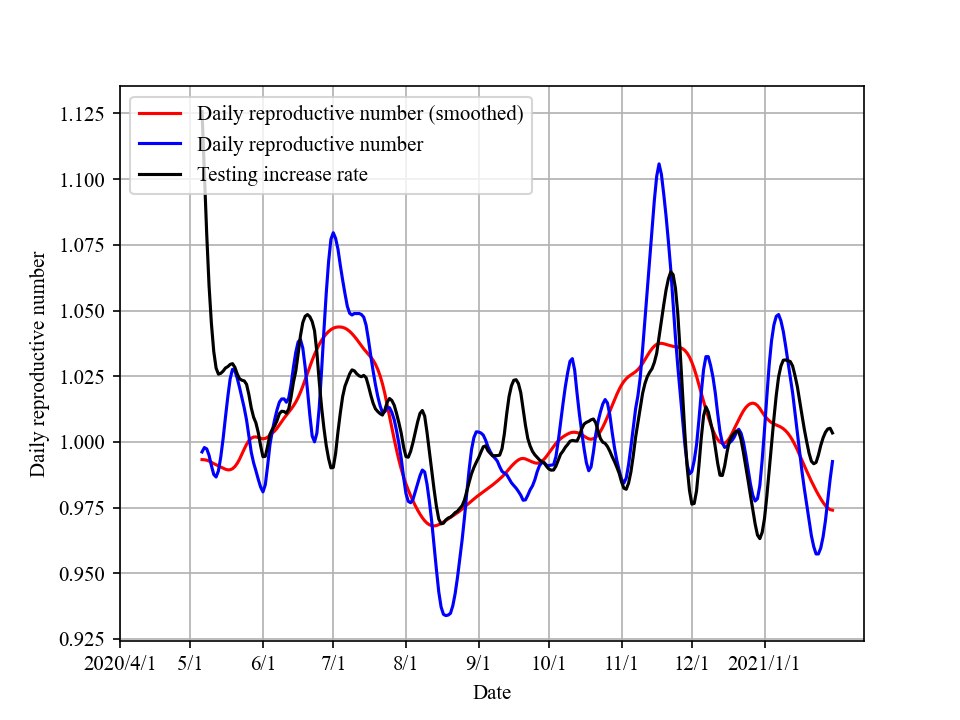 Daily reproductive number (smoothed)
Daily reproductive number
Testing increase rate
1.125
1.100
1.075
1.050
1.025
1.000
0.975
0.950
0.925
Daily reproductive number
2020/4/1 5/1 6/1 7/1 8/1 9/1 10/1 11/1 12/1 2021/1/1
Date